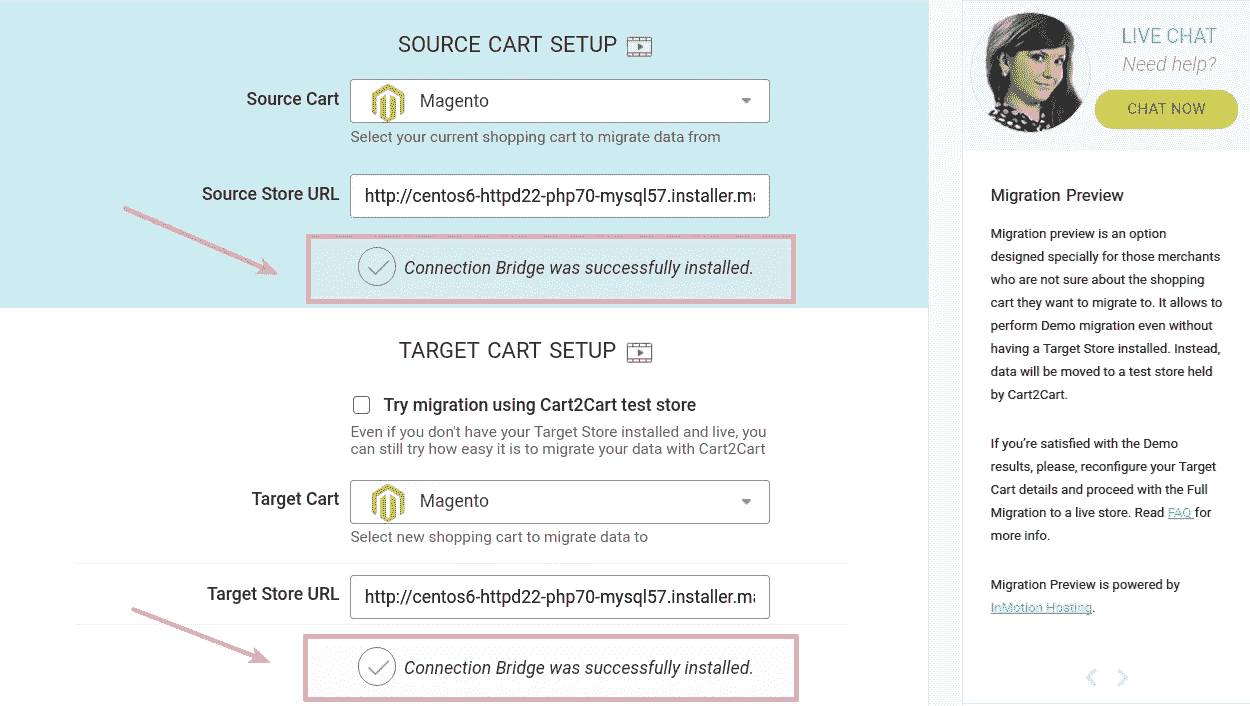 SOURCE CART SETUP
Source Cart
Magento
Select your current shopping cart to migrate data from
Source Store URL
http://centos6-httpd22-php70-mysql57.installer.ma
Connection Bridge was successfully installed.
TARGET CART SETUP
Try migration using Cart2Cart test store
Even if you don't have your Target Store installed and live, you
can still try how easy it is to migrate your data with Cart2Cart
Target Cart
Magento
Select new shopping cart to migrate data to
Target Store URL
http://centos6-httpd22-php70-mysql57.installer.ma
Connection Bridge was successfully installed.
LIVE CHAT
Need help?
CHAT NOW
Migration Preview
Migration preview is an option
designed specially for those merchants
who are not sure about the shopping
cart they want to migrate to. It allows to
perform Demo migration even without
having a Target Store installed. Instead,
data will be moved to a test store held
by Cart2Cart.
If you’re satisfied with the Demo
results, please, reconfigure your Target
Cart details and proceed with the Full
Migration to a live store. Read FAQ for
more info.
Migration Preview is powered by
InMotion Hosting.